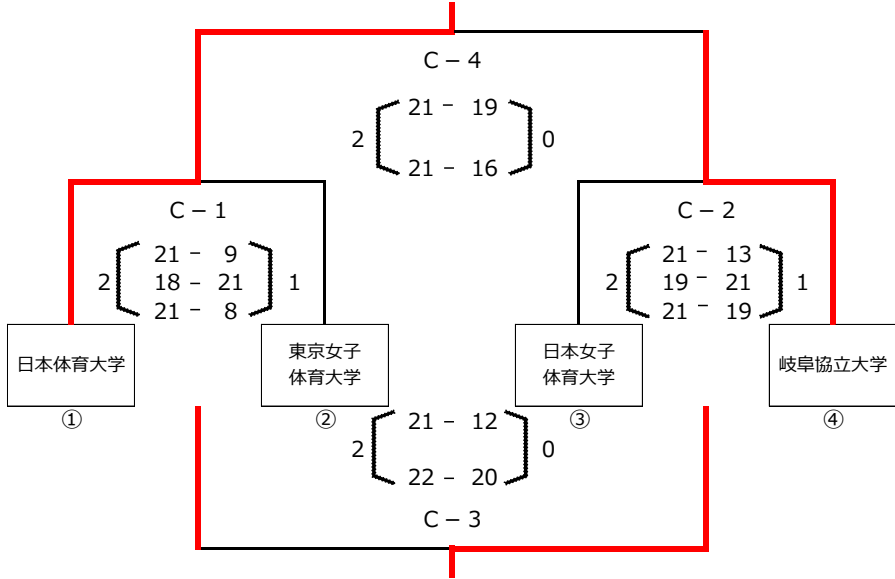 C – 4
21 – 19
2 0
21 – 16
C – 1
21 – 9
2 18 – 21 1
21 – 8
C – 2
21 – 13
2 19 – 21 1
21 – 19
日本体育大学
東京女子
体育大学
日本女子
体育大学
岐阜協立大学
① ② ③ ④
21 – 12
2 0
22 – 20
C – 3